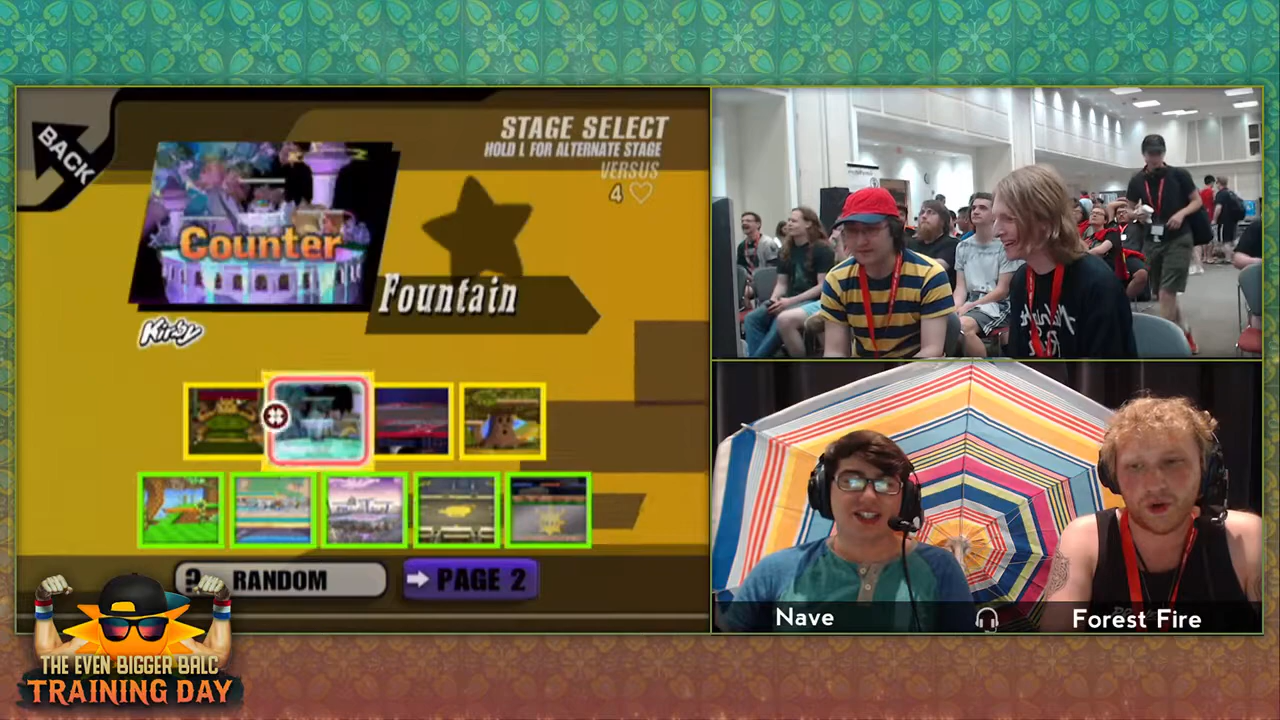 BACK
STAGE SELECT
HOLD L FOR ALTERNATE STAGE
VERSUS
4
Counter
Fountain
Kirby
? RANDOM
PAGE 2
Nave
Forest Fire
THE EVEN BIGGER BALC
TRAINING DAY